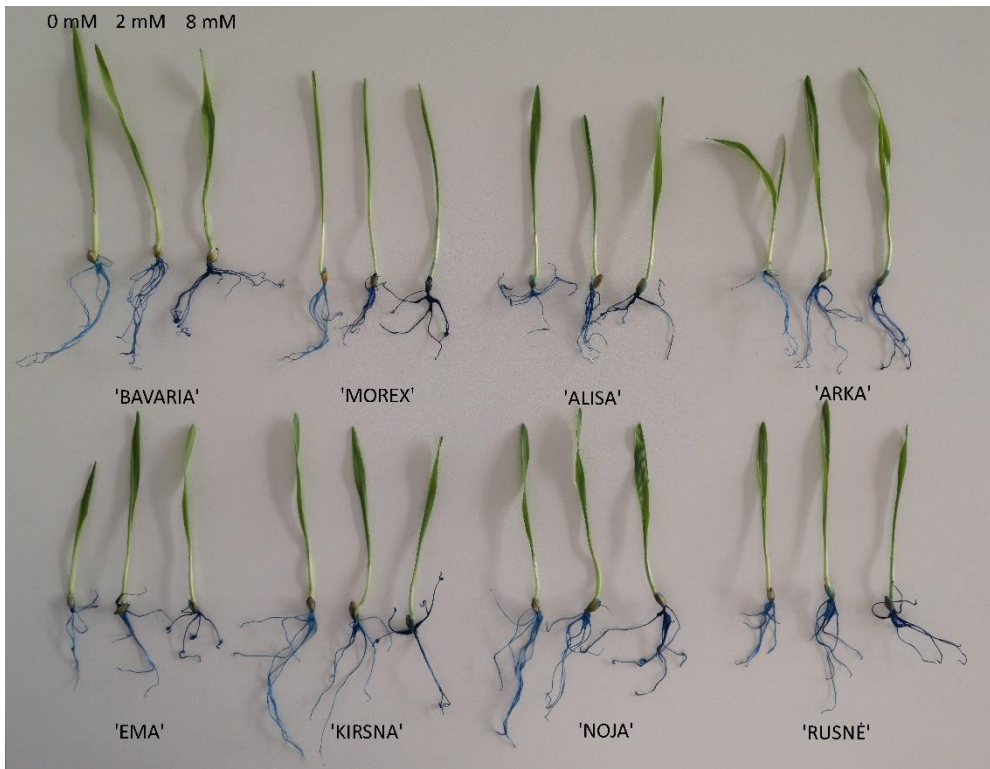 0 mM 2 mM 8 mM
'BAVARIA' 'MOREX' 'ALISA' 'ARKA'
'EMA' 'KIRSNA' 'NOJA' 'RUSNĖ'